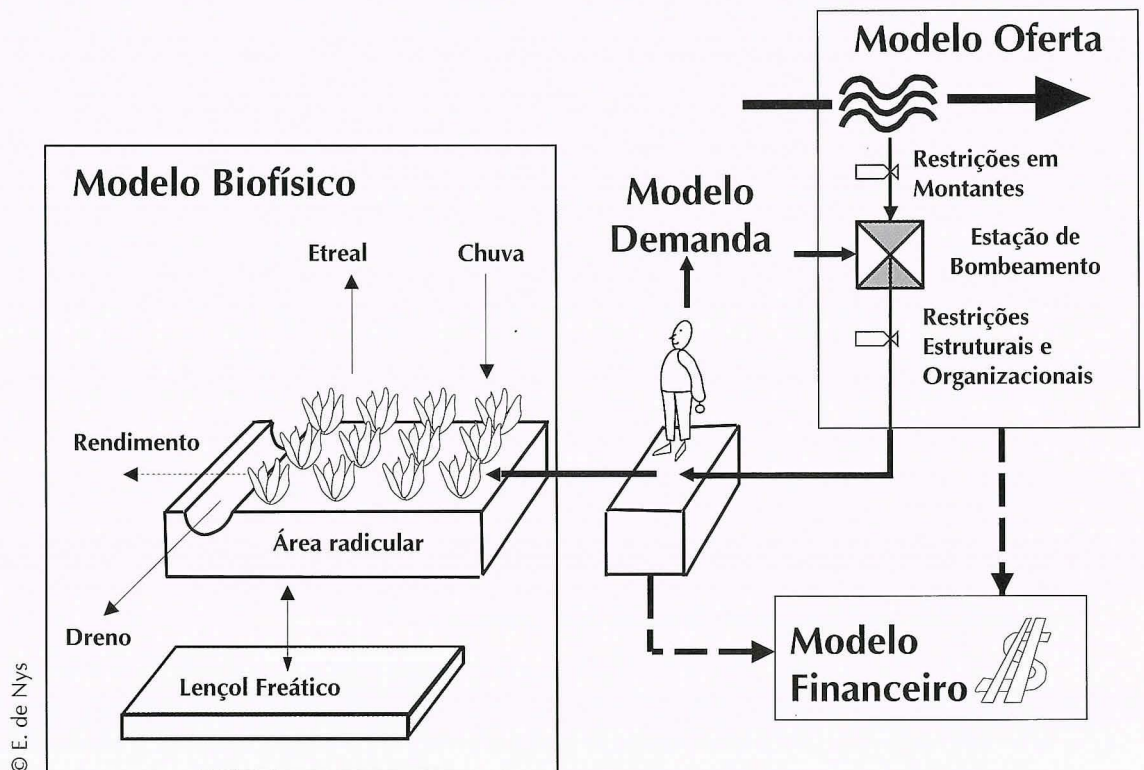 Modelo Oferta
Restrições em
Montantes
Estação de
Bombeamento
Restrições
Estruturais e
Organizacionais
Modelo
Demanda
Modelo Biofísico
Etreal
Chuva
Rendimento
Área radicular
Dreno
Lençol Freático
Modelo
Financeiro
$
© E. de Nys